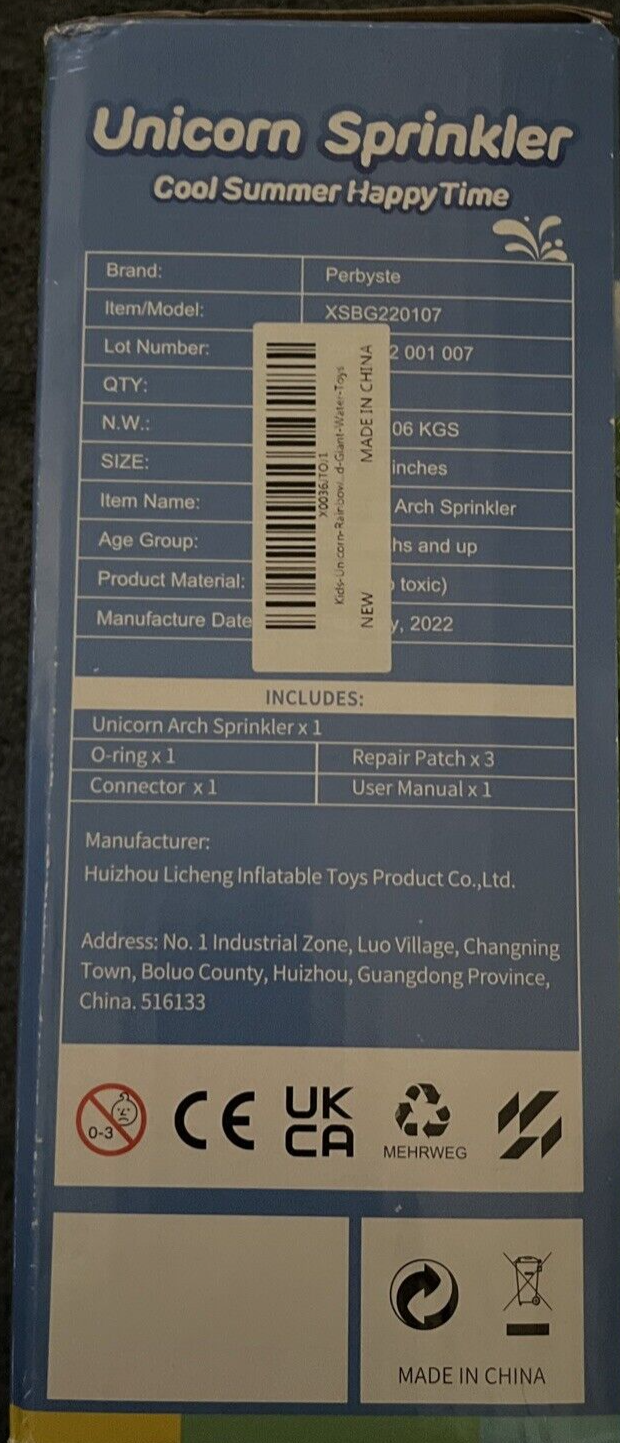 Unicorn Sprinkler
Cool Summer Happy Time
Brand: Perbyste
Item/Model: XSBG220107
Lot Number: 2 001 007
QTY:
N.W.: 06 KGS
SIZE: inches
Item Name: Arch Sprinkler
Age Group: hs and up
Product Material: toxic)
Manufacture Date y, 2022
MADE IN CHINA
Kids-Unicorn-Rainbow/...d-Giant-Water-Toys
NEW
INCLUDES:
Unicorn Arch Sprinkler x 1
O-ring x 1 Repair Patch x 3
Connector x 1 User Manual x 1
Manufacturer:
Huizhou Licheng Inflatable Toys Product Co.,Ltd.
Address: No. 1 Industrial Zone, Luo Village, Changning
Town, Boluo County, Huizhou, Guangdong Province,
China. 516133
0-3
CE
UK
CA
MEHRWEG
MADE IN CHINA